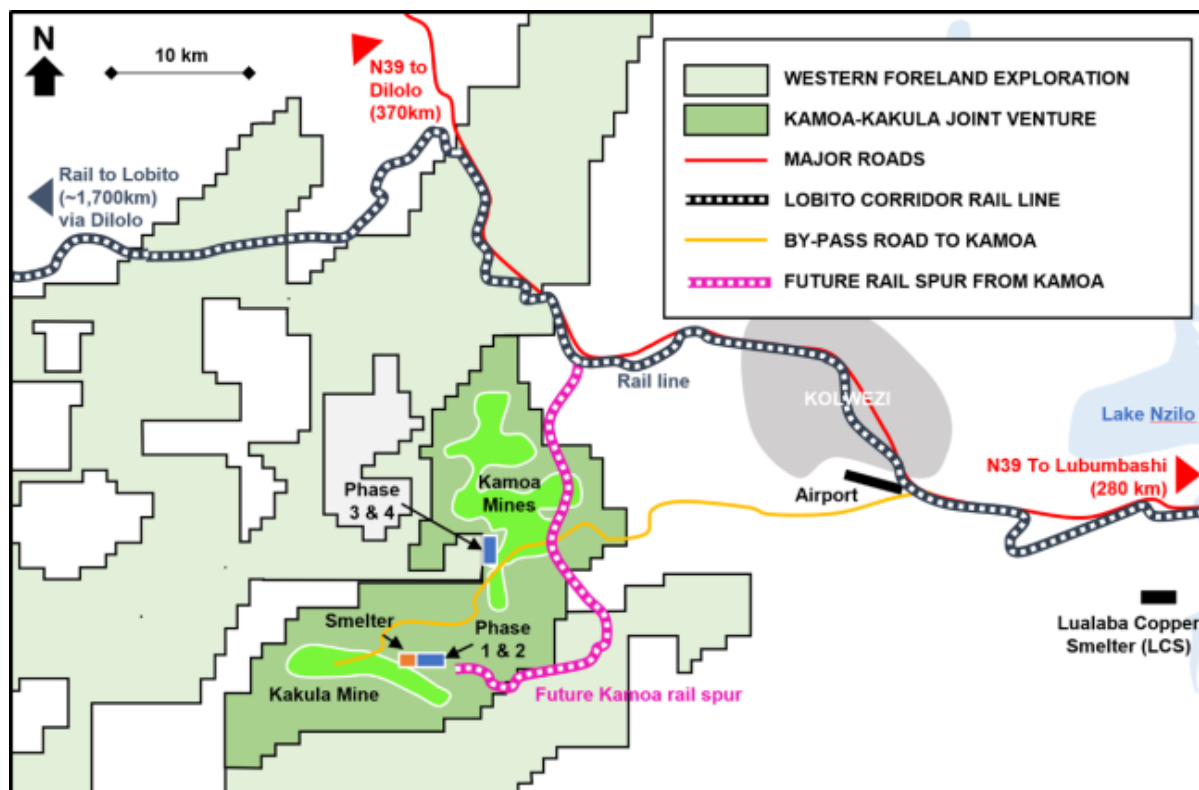 N
10 km
N39 to
Dilolo
(370km)
Rail to Lobito
(~1,700km)
via Dilolo
WESTERN FORELAND EXPLORATION
KAMOA-KAKULA JOINT VENTURE
MAJOR ROADS
LOBITO CORRIDOR RAIL LINE
BY-PASS ROAD TO KAMOA
FUTURE RAIL SPUR FROM KAMOA
Rail line
KOLWEZI
Lake Nzilo
N39 To Lubumbashi
(280 km)
Airport
Phase
3 & 4
Kamoa
Mines
Smelter
Phase
1 & 2
Kakula Mine
Future Kamoa rail spur
Lualaba Copper
Smelter (LCS)